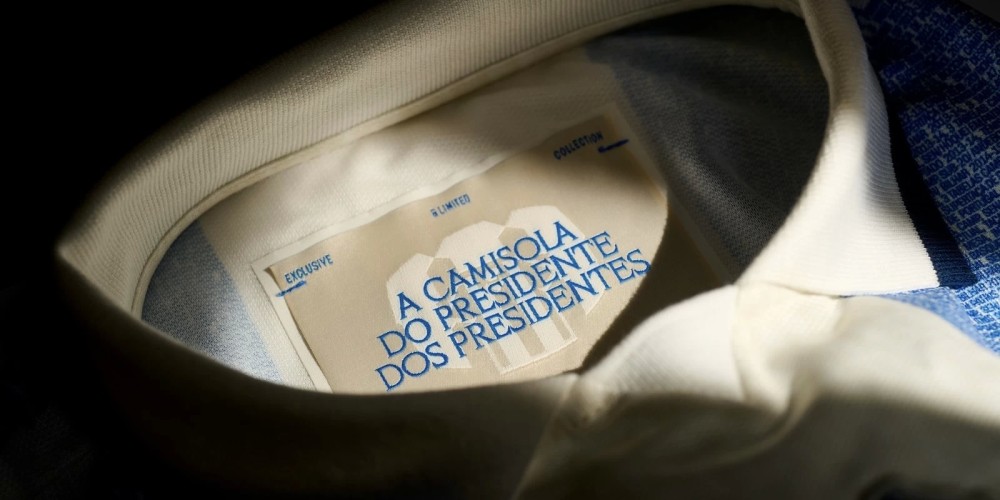 EXCLUSIVE
& LIMITED
COLLECTION
A CAMISOLA
DO PRESIDENTE
DOS PRESIDENTES